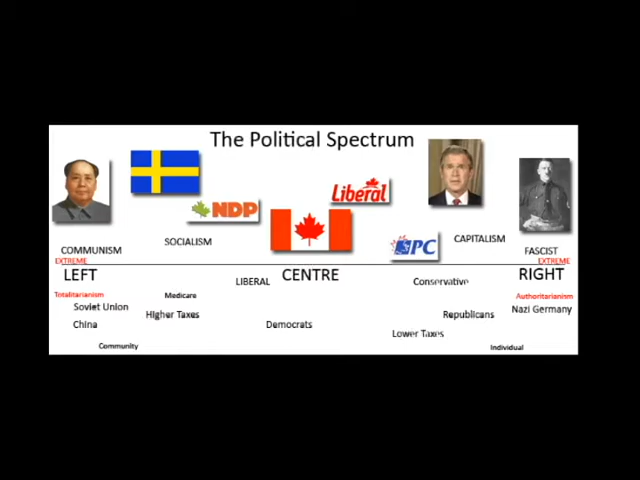 The Political Spectrum
Liberal
NDP
PC
COMMUNISM
SOCIALISM
CAPITALISM
FASCIST
EXTREME
EXTREME
LEFT
CENTRE
RIGHT
LIBERAL
Conservative
Totalitarianism
Medicare
Authoritarianism
Soviet Union
Higher Taxes
Republicans
Nazi Germany
China
Democrats
Lower Taxes
Community
Individual